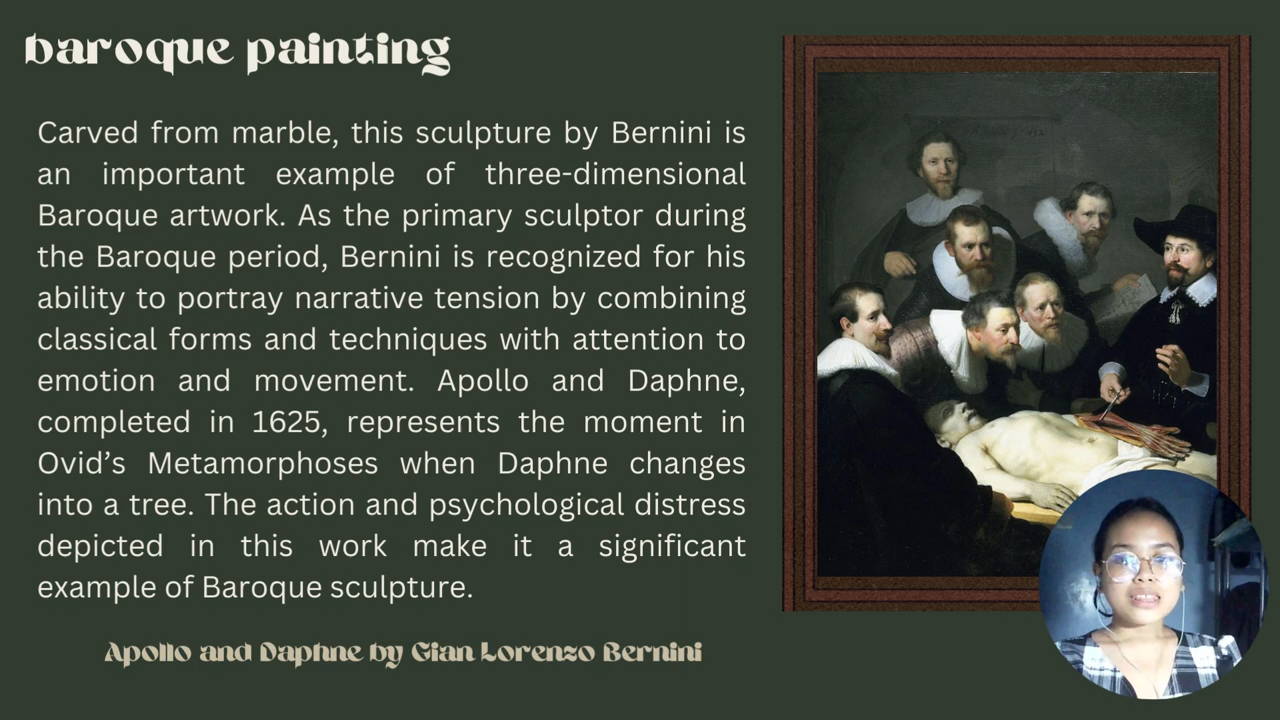 baroque painting
Carved from marble, this sculpture by Bernini is
an important example of three-dimensional
Baroque artwork. As the primary sculptor during
the Baroque period, Bernini is recognized for his
ability to portray narrative tension by combining
classical forms and techniques with attention to
emotion and movement. Apollo and Daphne,
completed in 1625, represents the moment in
Ovid’s Metamorphoses when Daphne changes
into a tree. The action and psychological distress
depicted in this work make it a significant
example of Baroque sculpture.
Apollo and Daphne by Gian Lorenzo Bernini